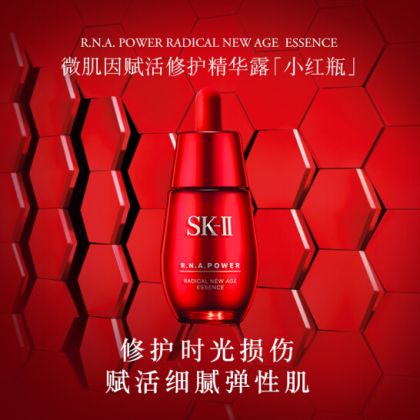 R.N.A. POWER RADICAL NEW AGE ESSENCE
微肌因赋活修护精华露「小红瓶」
SK-II
R.N.A.POWER
RADICAL NEW AGE
ESSENCE
修护时光损伤
赋活细腻弹性肌